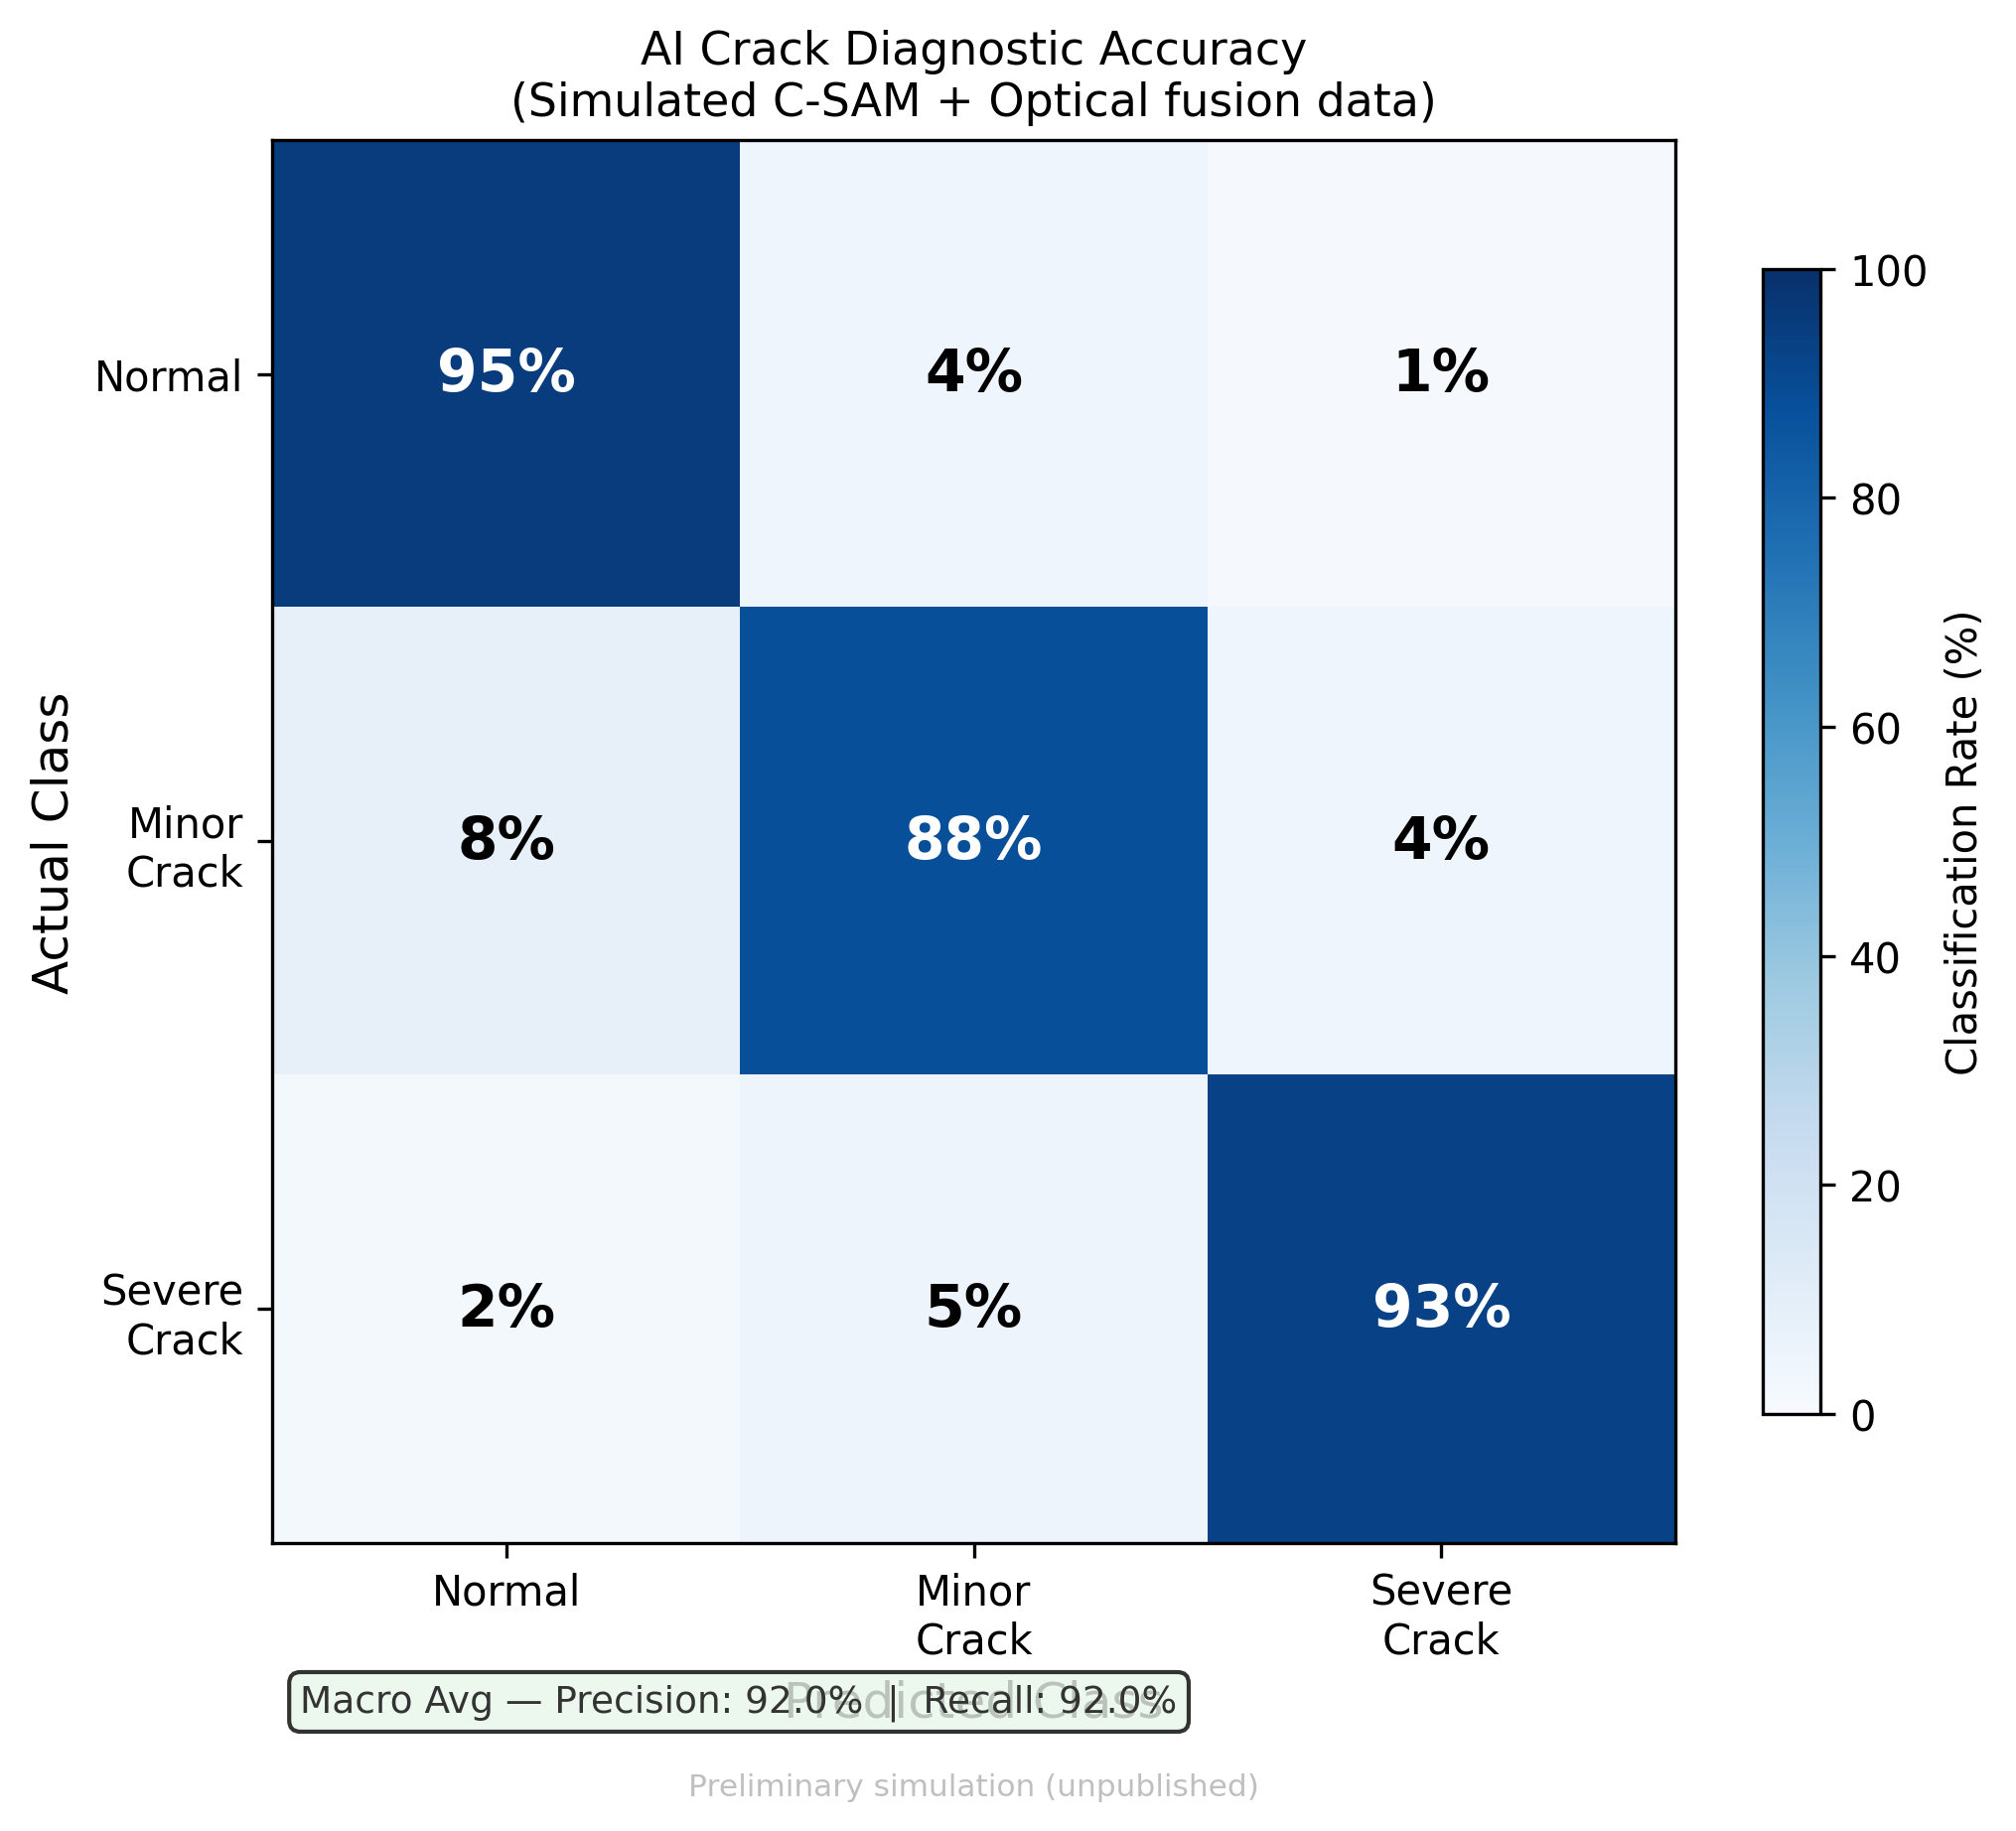 AI Crack Diagnostic Accuracy
(Simulated C-SAM + Optical fusion data)
Actual Class
Normal
95%
4%
1%
Minor
Crack
8%
88%
4%
Severe
Crack
2%
5%
93%
Normal
Minor
Crack
Severe
Crack
Predicted Class
Macro Avg — Precision: 92.0% | Recall: 92.0%
Preliminary simulation (unpublished)
100
80
60
40
20
0
Classification Rate (%)